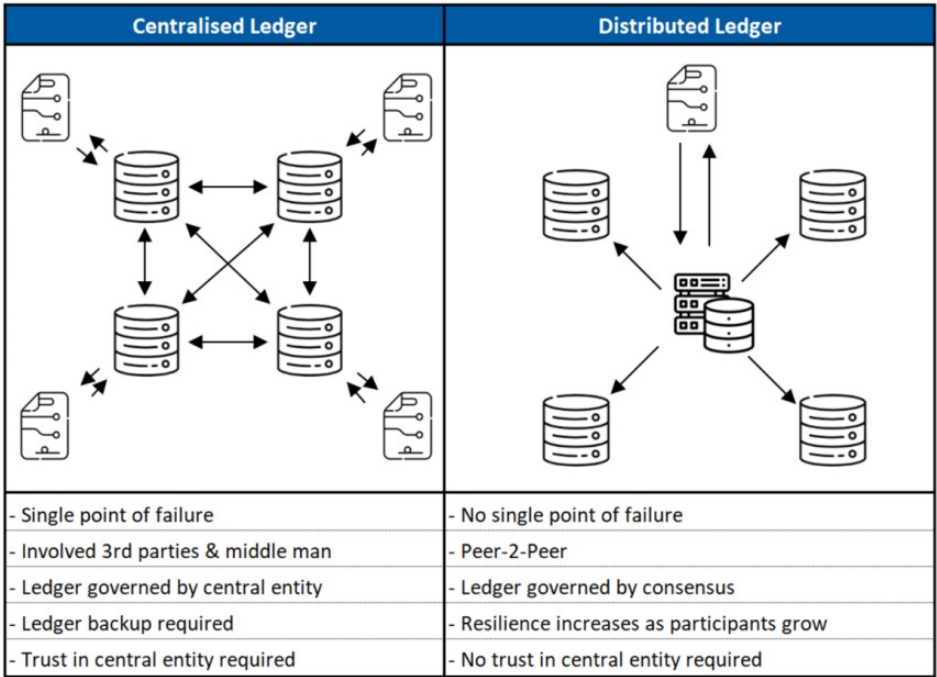 Centralised Ledger
Distributed Ledger
- Single point of failure
- No single point of failure
- Involved 3rd parties & middle man
- Peer-2-Peer
- Ledger governed by central entity
- Ledger governed by consensus
- Ledger backup required
- Resilience increases as participants grow
- Trust in central entity required
- No trust in central entity required